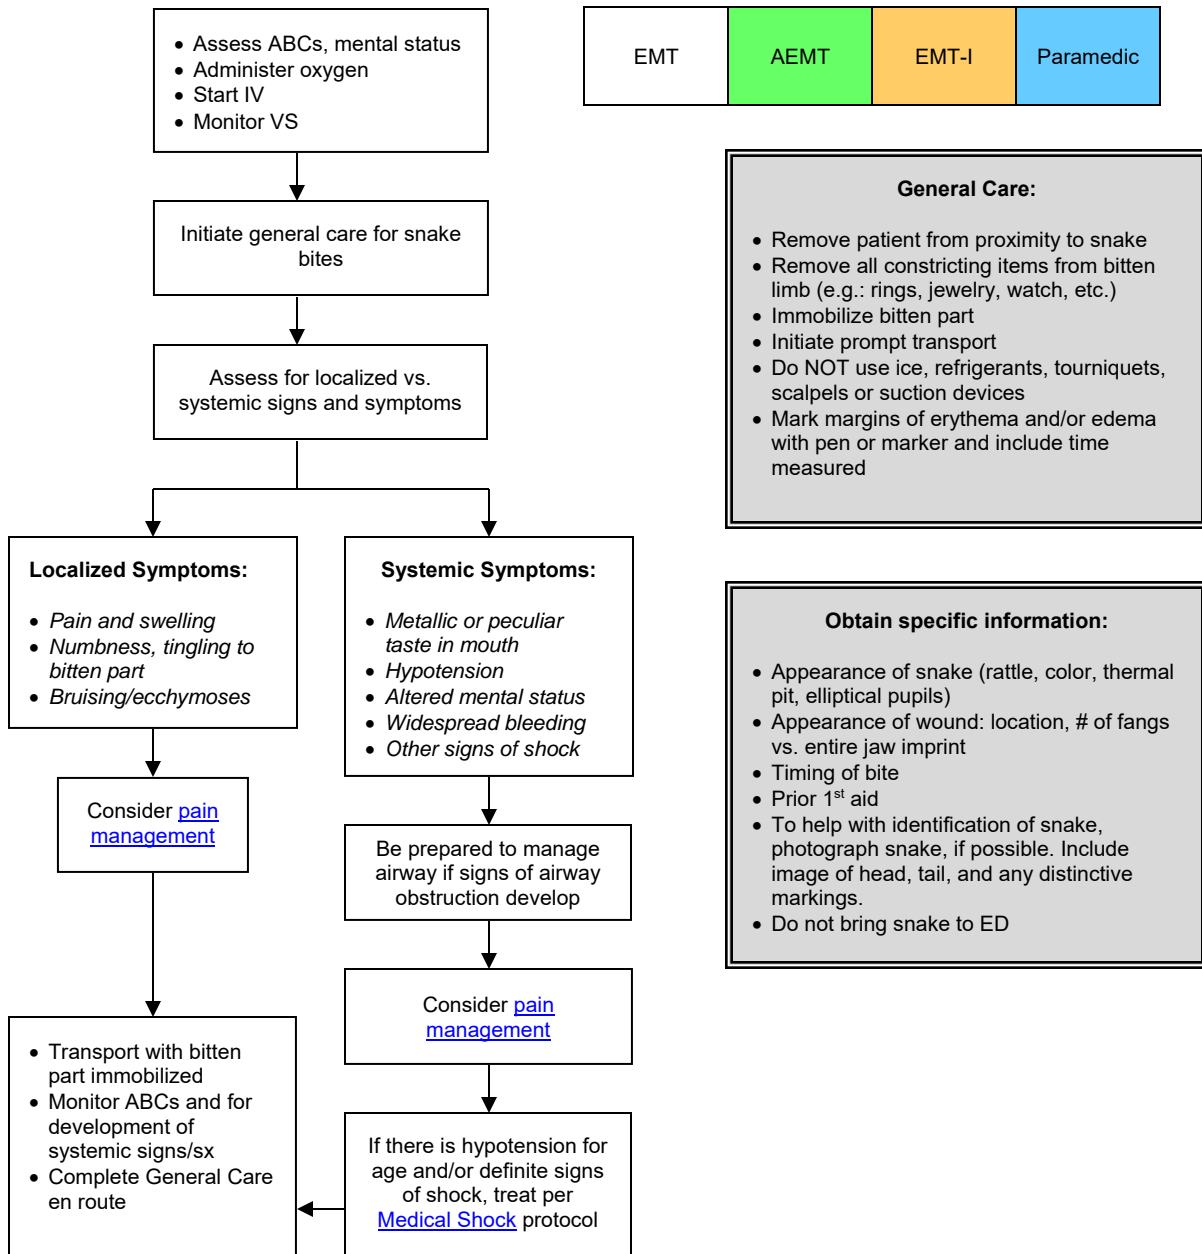 • Assess ABCs, mental status
• Administer oxygen
• Start IV
• Monitor VS
EMT
AEMT
EMT-I
Paramedic
Initiate general care for snake
bites
Assess for localized vs.
systemic signs and symptoms
General Care:
• Remove patient from proximity to snake
• Remove all constricting items from bitten
limb (e.g.: rings, jewelry, watch, etc.)
• Immobilize bitten part
• Initiate prompt transport
• Do NOT use ice, refrigerants, tourniquets,
scalpels or suction devices
• Mark margins of erythema and/or edema
with pen or marker and include time
measured
Localized Symptoms:
• Pain and swelling
• Numbness, tingling to
bitten part
• Bruising/ecchymoses
Consider pain
management
Systemic Symptoms:
• Metallic or peculiar
taste in mouth
• Hypotension
• Altered mental status
• Widespread bleeding
• Other signs of shock
Be prepared to manage
airway if signs of airway
obstruction develop
Consider pain
management
If there is hypotension for
age and/or definite signs
of shock, treat per
Medical Shock protocol
• Transport with bitten
part immobilized
• Monitor ABCs and for
development of
systemic signs/sx
• Complete General Care
en route
Obtain specific information:
• Appearance of snake (rattle, color, thermal
pit, elliptical pupils)
• Appearance of wound: location, # of fangs
vs. entire jaw imprint
• Timing of bite
• Prior 1st aid
• To help with identification of snake,
photograph snake, if possible. Include
image of head, tail, and any distinctive
markings.
• Do not bring snake to ED